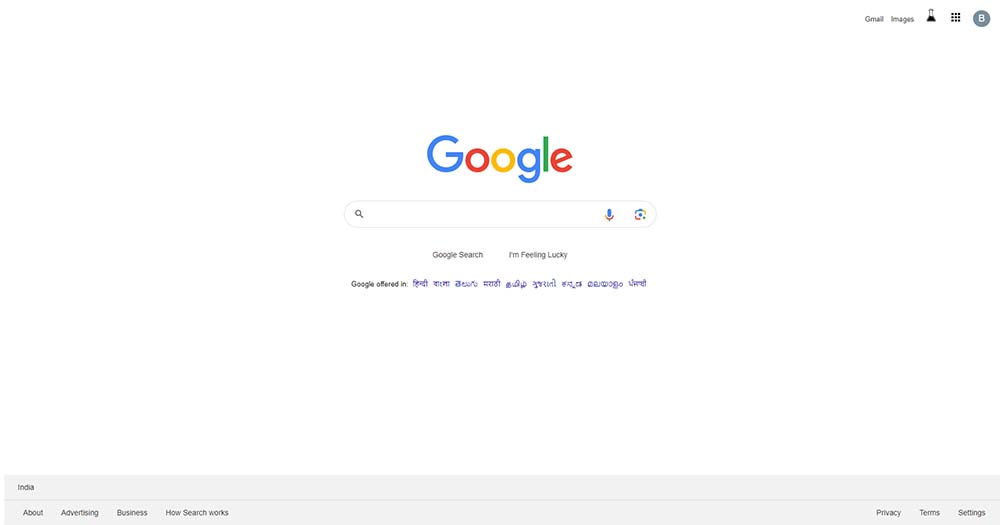 Gmail Images B
Google
Google Search I'm Feeling Lucky
Google offered in: हिन्दी বাংলা తెలుగు मराठी தமிழ் ગુજરાતી ಕನ್ನಡ മലയാളം ਪੰਜਾਬੀ
India
About Advertising Business How Search works Privacy Terms Settings